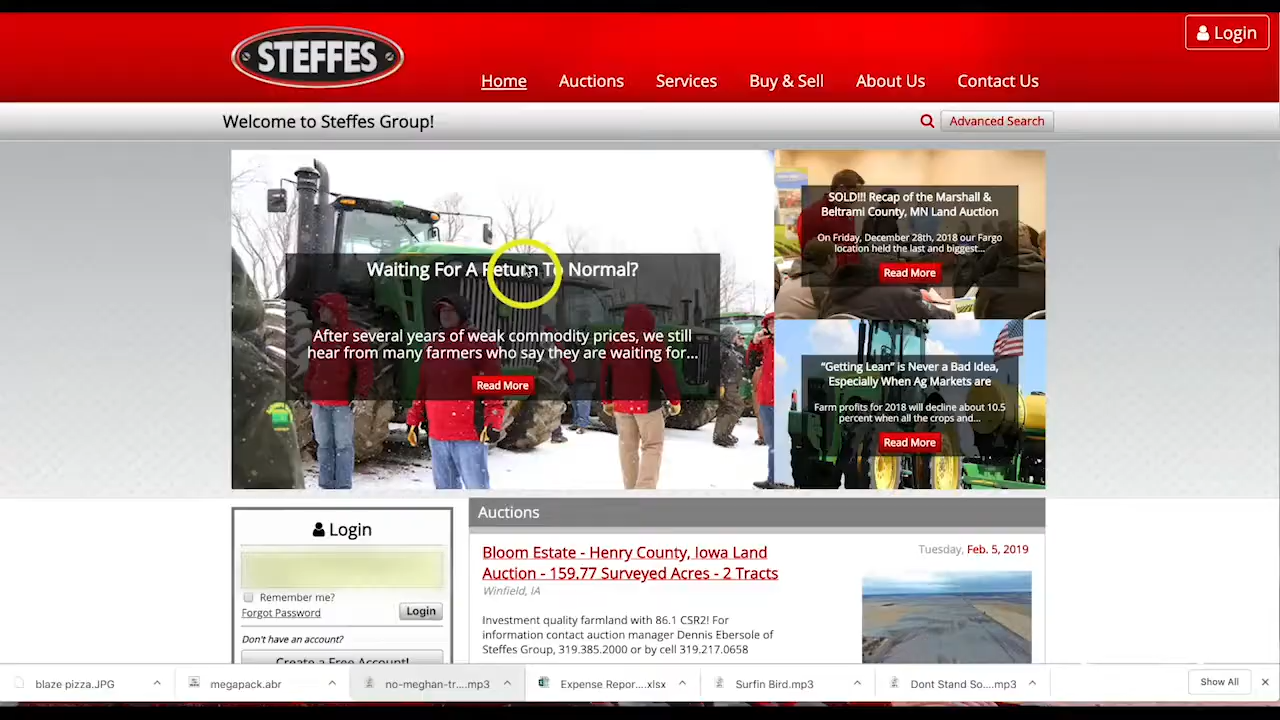 STEFFES
Login
Home
Auctions
Services
Buy & Sell
About Us
Contact Us
Welcome to Steffes Group!
Advanced Search
Waiting For A Return To Normal?
After several years of weak commodity prices, we still
hear from many farmers who say they are waiting for...
Read More
SOLD!!! Recap of the Marshall &
Beltrami County, MN Land Auction
On Friday, December 28th, 2018 our Fargo
location held the last and biggest...
Read More
“Getting Lean” is Never a Bad Idea,
Especially When Ag Markets are
Farm profits for 2018 will decline about 10.5
percent when all the crops and...
Read More
Login
Remember me?
Forgot Password
Login
Don't have an account?
Create a Free Account!
Auctions
Bloom Estate - Henry County, Iowa Land
Auction - 159.77 Surveyed Acres - 2 Tracts
Tuesday, Feb. 5, 2019
Winfield, IA
Investment quality farmland with 86.1 CSR2! For
information contact auction manager Dennis Ebersole of
Steffes Group, 319.385.2000 or by cell 319.217.0658
blaze pizza.JPG
megapack.abr
no-meghan-tr....mp3
Expense Repor....xlsx
Surfin Bird.mp3
Dont Stand So....mp3
Show All